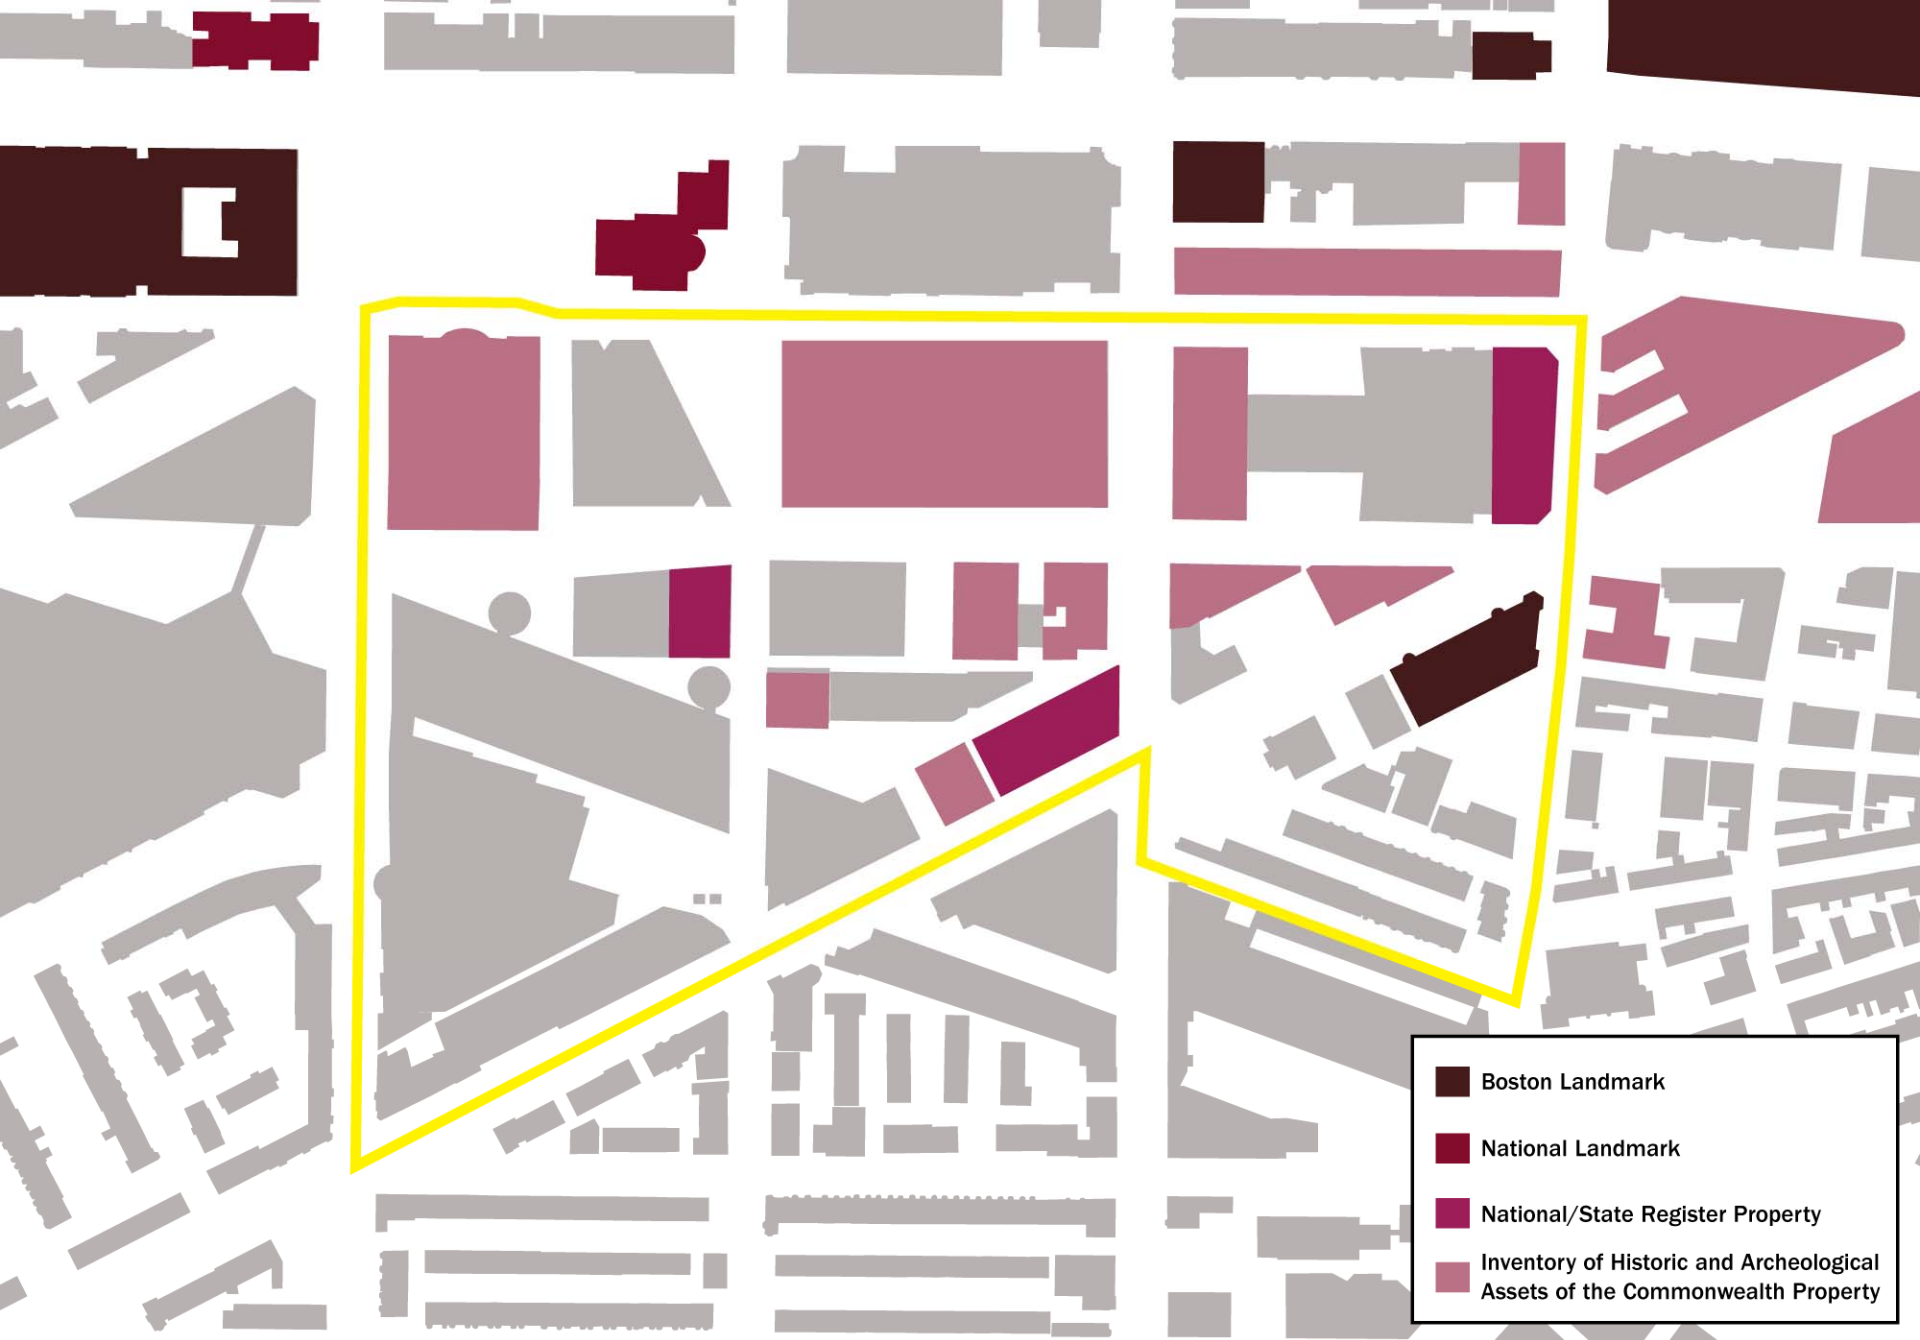 Boston Landmark
National Landmark
National/State Register Property
Inventory of Historic and Archeological
Assets of the Commonwealth Property